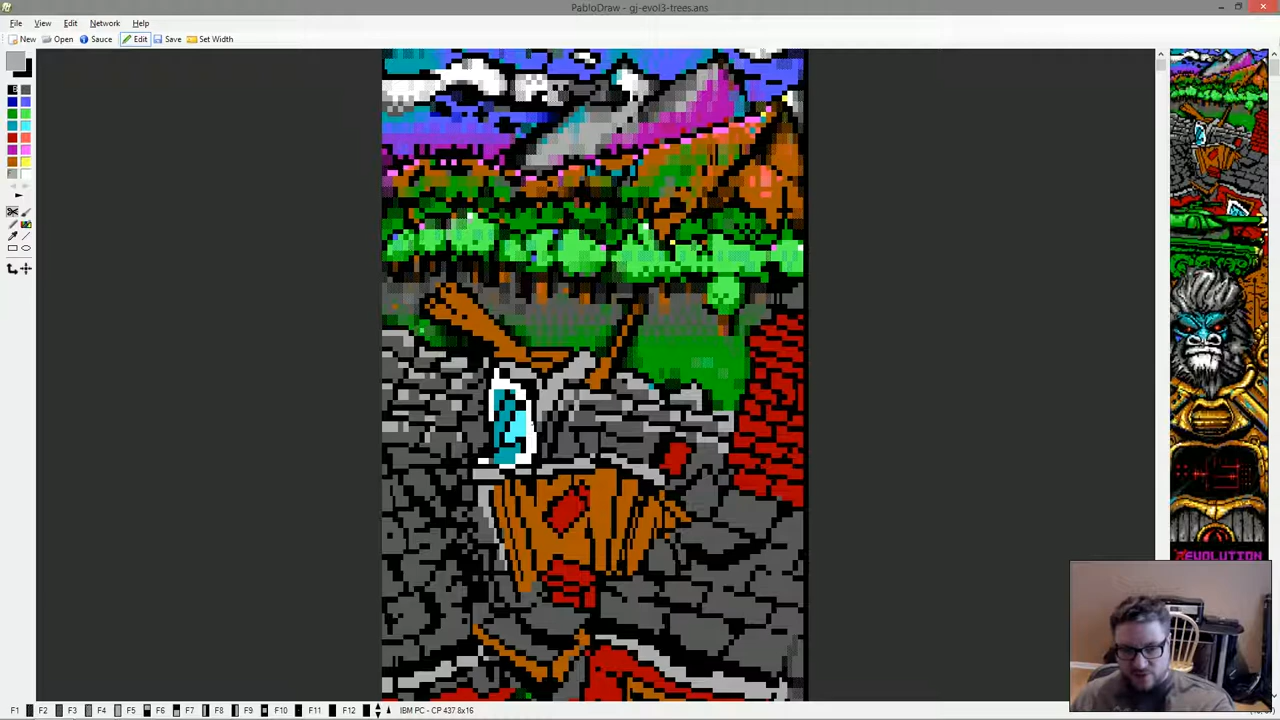 PabloDraw - gj-evol3-trees.ans
File View Edit Network Help
New Open Sauce Edit Save Set Width
REVOLUTION
F1 F2 F3 F4 F5 F6 F7 F8 F9 F10 F11 F12 IBM PC - CP 437 8x16